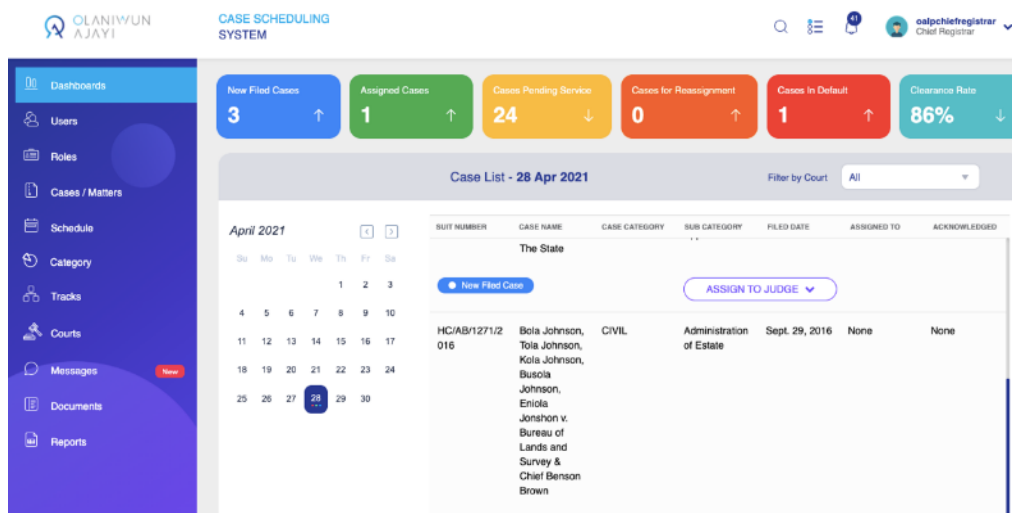 OLANIWUN
AJAYI
CASE SCHEDULING
SYSTEM
41
oalpchiefregistrar
Chief Registrar
Dashboards
Users
Roles
Cases / Matters
Schedule
Category
Tracks
Courts
Messages New
Documents
Reports
New Filed Cases
3
Assigned Cases
1
Cases Pending Service
24
Cases for Reassignment
0
Cases In Default
1
Clearance Rate
86%
Case List - 28 Apr 2021
Filter by Court All
April 2021
Su Mo Tu We Th Fr Sa
1 2 3
4 5 6 7 8 9 10
11 12 13 14 15 16 17
18 19 20 21 22 23 24
25 26 27 28 29 30
SUIT NUMBER CASE NAME CASE CATEGORY SUB CATEGORY FILED DATE ASSIGNED TO ACKNOWLEDGED
The State
New Filed Case ASSIGN TO JUDGE
HC/AB/1271/2 Bola Johnson, CIVIL Administration Sept. 29, 2016 None None
016 Tola Johnson, of Estate
Kola Johnson,
Busola
Johnson,
Eniola
Jonshon v.
Bureau of
Lands and
Survey &
Chief Benson
Brown